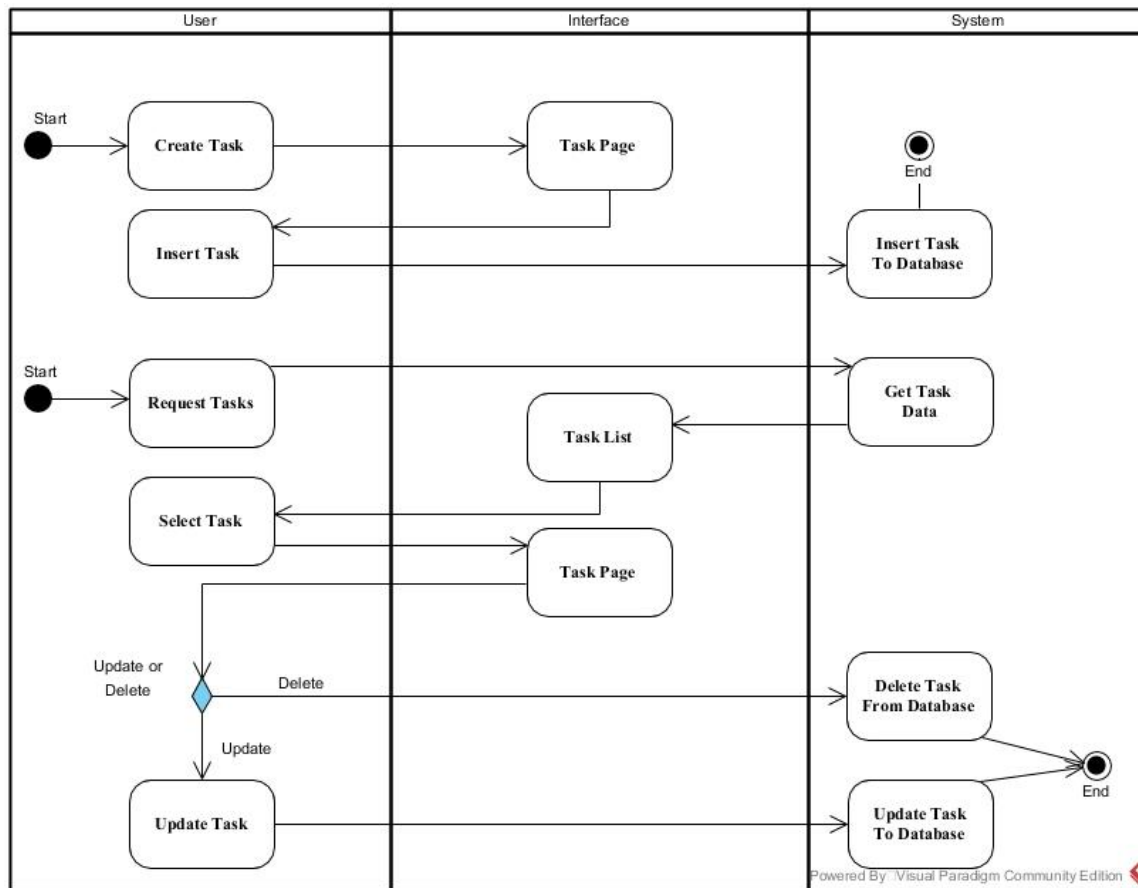 User
Interface
System
Start
Create Task
Task Page
End
Insert Task
Insert Task
To Database
Start
Request Tasks
Get Task
Data
Task List
Select Task
Task Page
Update or
Delete
Delete
Delete Task
From Database
Update
End
Update Task
Update Task
To Database
Powered By Visual Paradigm Community Edition